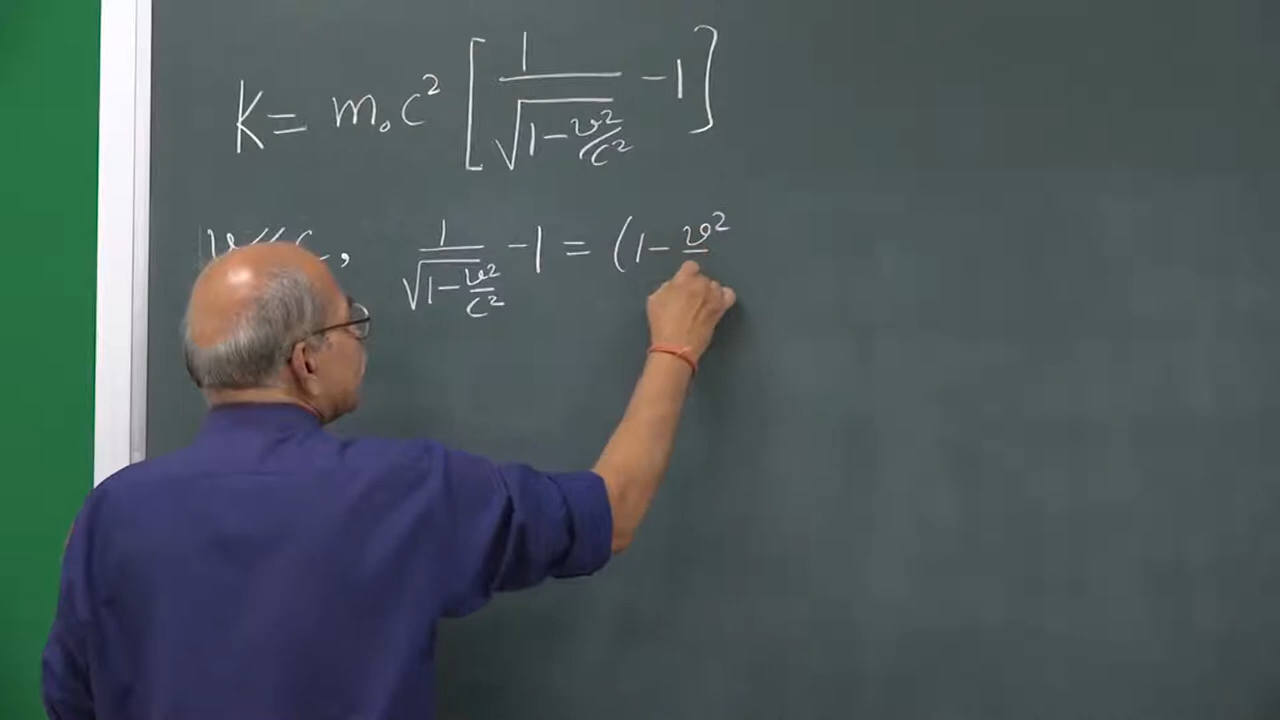 K = m₀c² [ 1/√(1 − v²/c²) − 1 ]
v << c, 1/√(1 − v²/c²) − 1 = (1 − v²